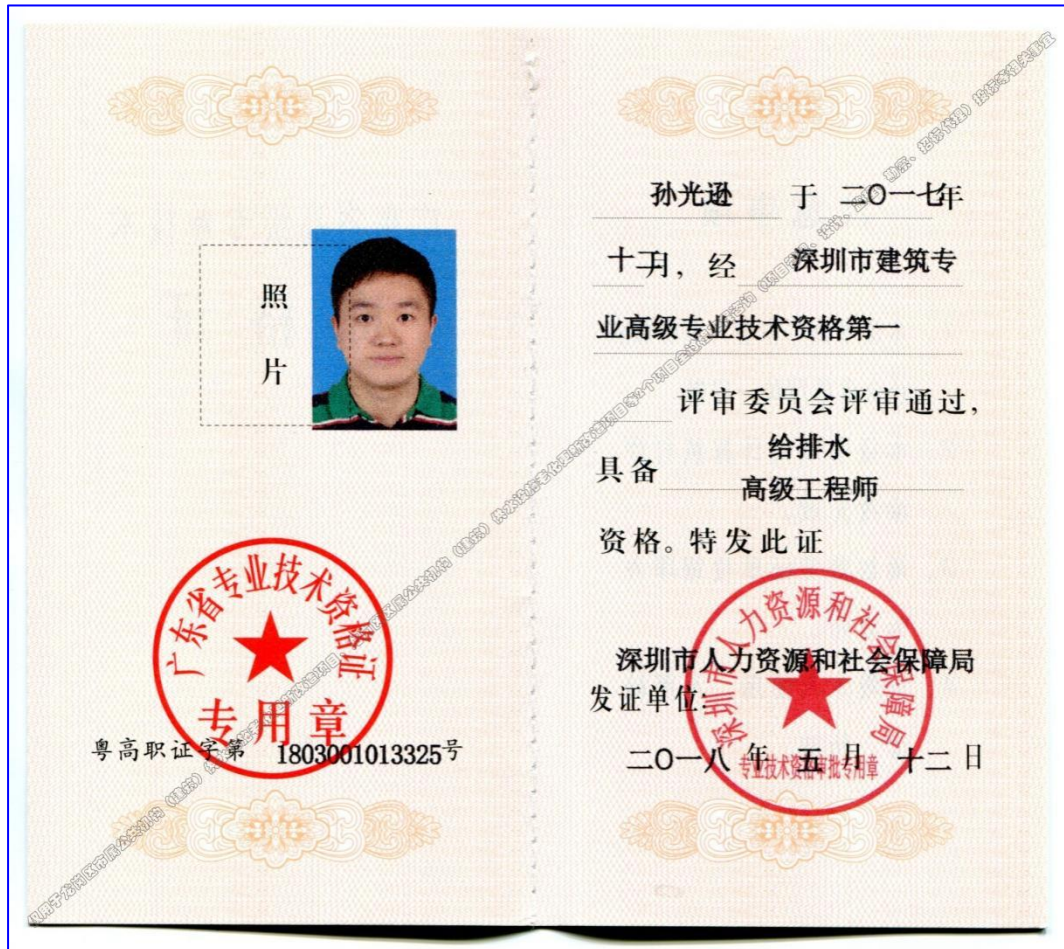 照
片
广东省专业技术资格证
专用章
粤高职证字第 1803001013325号
孙光逊 于 二〇一七年
十二月，经 深圳市建筑专
业高级专业技术资格第一
评审委员会评审通过，
具备 给排水
高级工程师
资格。特发此证
深圳市人力资源和社会保障局
发证单位：
深圳市人力资源和社会保障局
专业技术资格审批专用章
二〇一八 年 五 月 十二 日